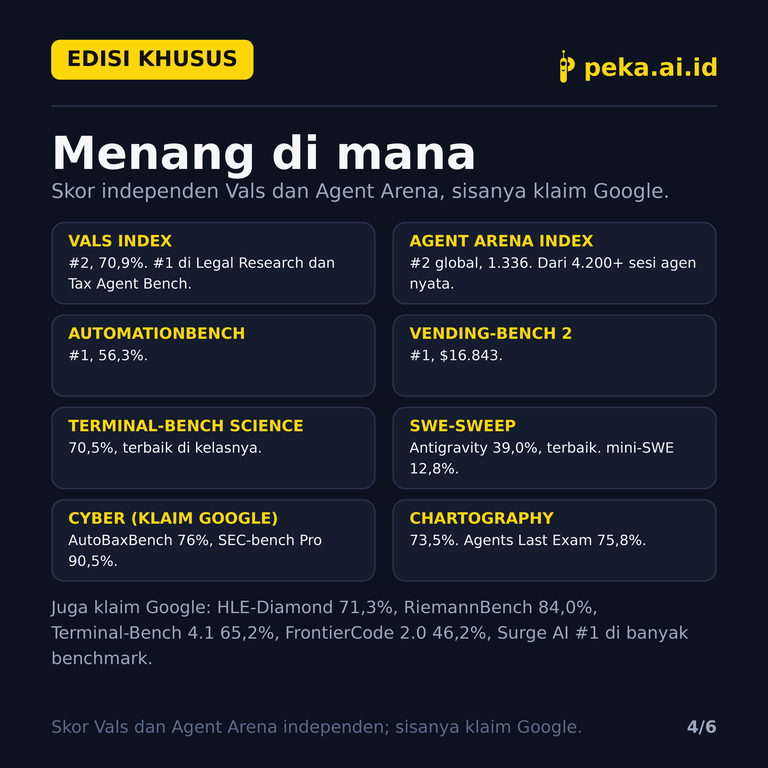 EDISI KHUSUS
peka.ai.id
Menang di mana
Skor independen Vals dan Agent Arena, sisanya klaim Google.
VALS INDEX
#2, 70,9%. #1 di Legal Research dan
Tax Agent Bench.
AGENT ARENA INDEX
#2 global, 1.336. Dari 4.200+ sesi agen
nyata.
AUTOMATIONBENCH
#1, 56,3%.
VENDING-BENCH 2
#1, $16.843.
TERMINAL-BENCH SCIENCE
70,5%, terbaik di kelasnya.
SWE-SWEEP
Antigravity 39,0%, terbaik. mini-SWE
12,8%.
CYBER (KLAIM GOOGLE)
AutoBaxBench 76%, SEC-bench Pro
90,5%.
CHARTOGRAPHY
73,5%. Agents Last Exam 75,8%.
Juga klaim Google: HLE-Diamond 71,3%, RiemannBench 84,0%,
Terminal-Bench 4.1 65,2%, FrontierCode 2.0 46,2%, Surge AI #1 di banyak
benchmark.
Skor Vals dan Agent Arena independen; sisanya klaim Google.
4/6